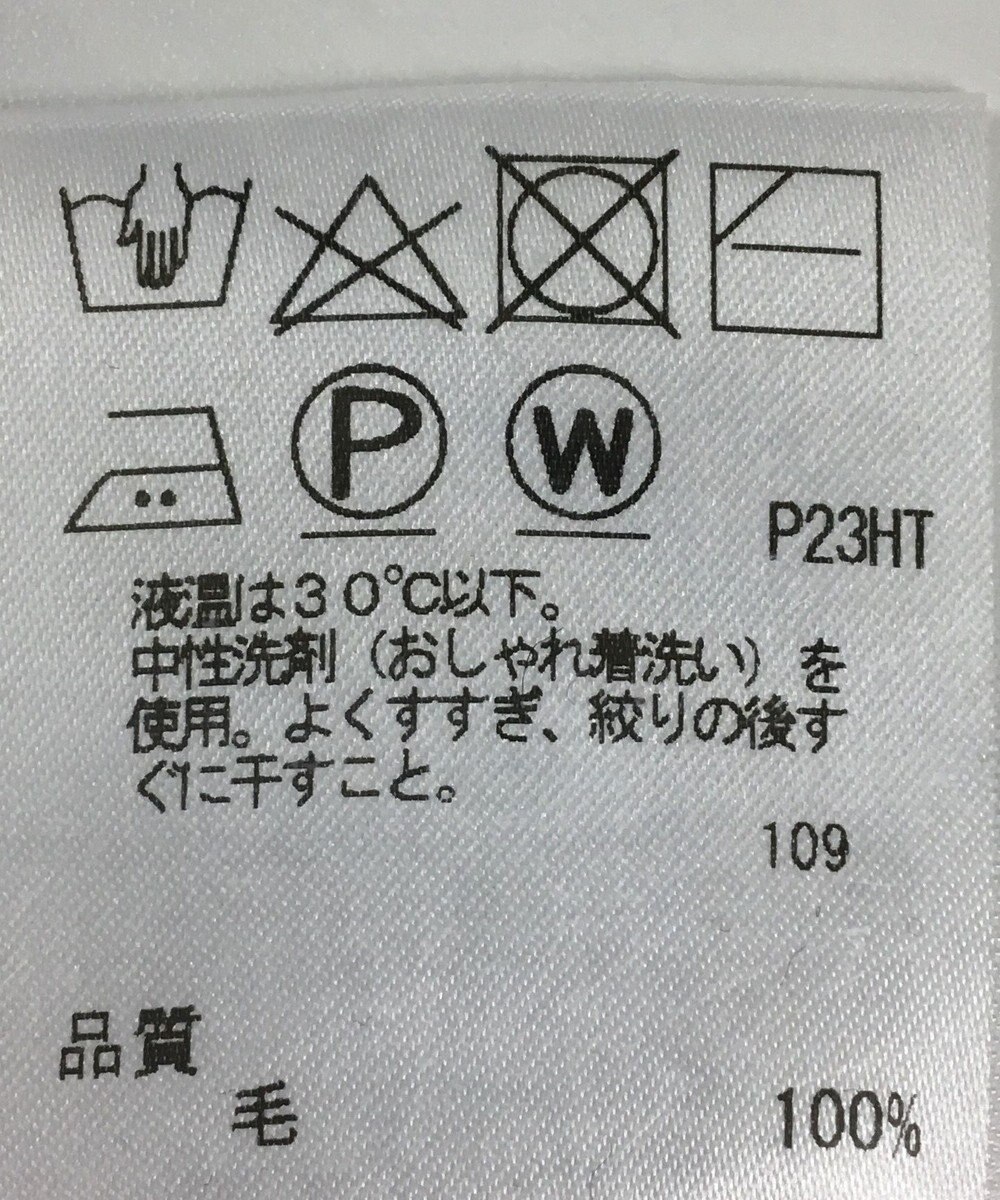 P
W
P23HT
液温は３０℃以下。
中性洗剤（おしゃれ着洗い）を
使用。よくすすぎ、絞りの後す
ぐに干すこと。
109
品質
毛 100%